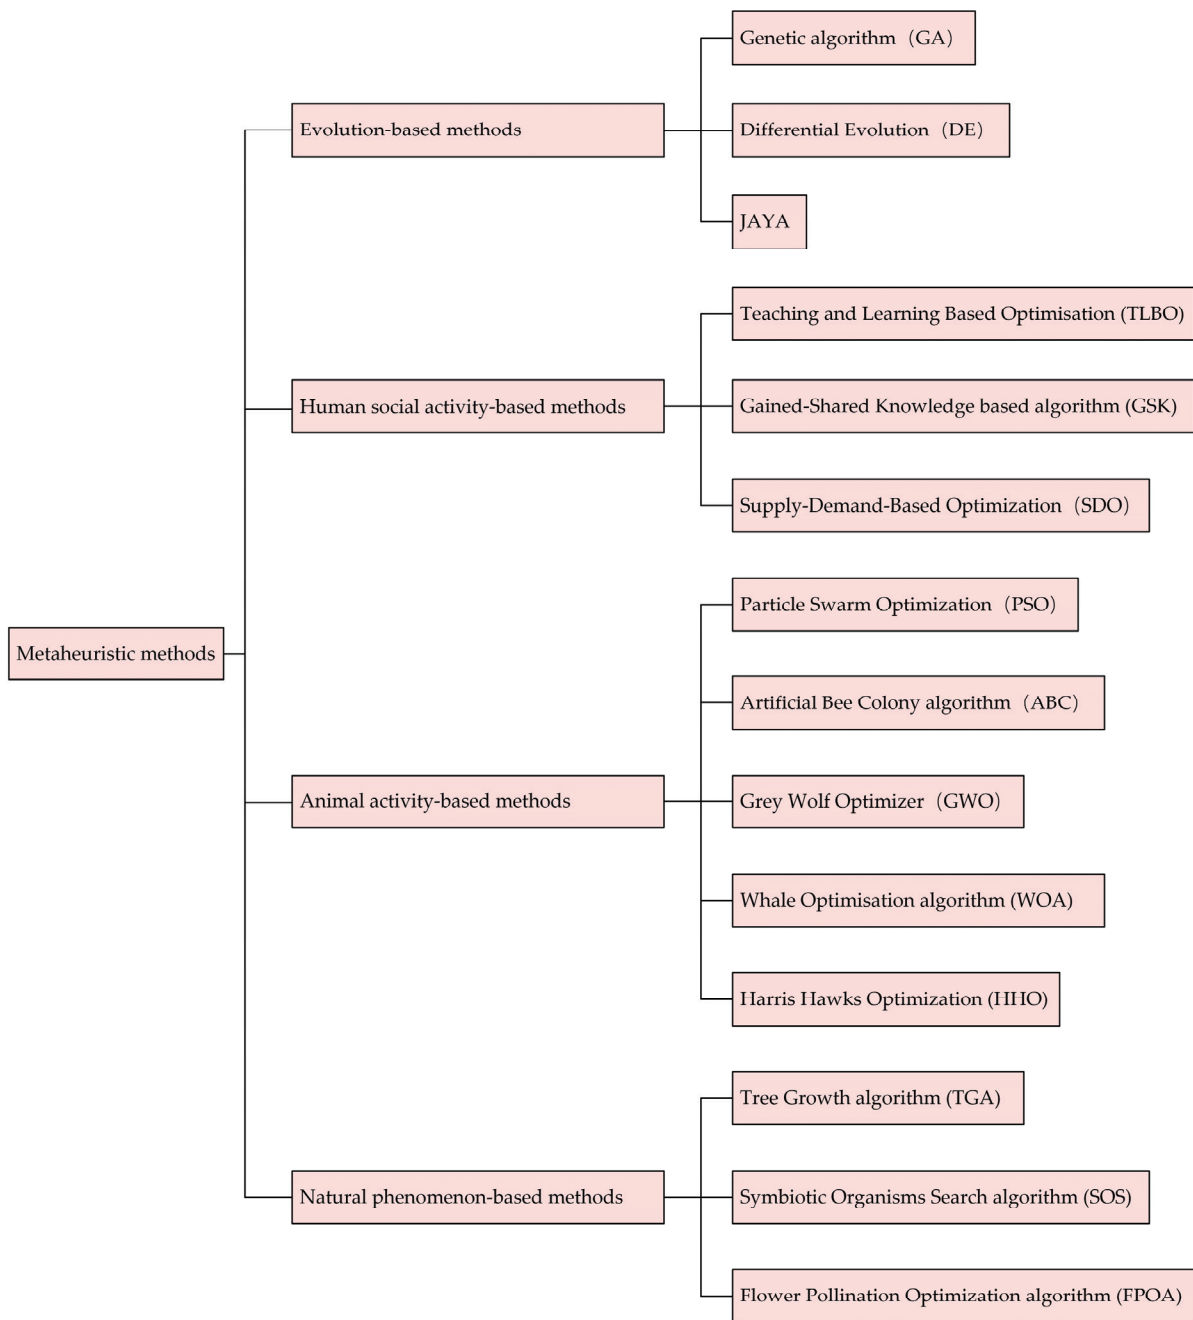 Genetic algorithm（GA）
Evolution-based methods
Differential Evolution（DE）
JAYA
Teaching and Learning Based Optimisation (TLBO)
Human social activity-based methods
Gained-Shared Knowledge based algorithm (GSK)
Supply-Demand-Based Optimization（SDO）
Particle Swarm Optimization（PSO）
Metaheuristic methods
Artificial Bee Colony algorithm（ABC）
Animal activity-based methods
Grey Wolf Optimizer（GWO）
Whale Optimisation algorithm (WOA)
Harris Hawks Optimization (HHO)
Tree Growth algorithm (TGA)
Natural phenomenon-based methods
Symbiotic Organisms Search algorithm (SOS)
Flower Pollination Optimization algorithm (FPOA)